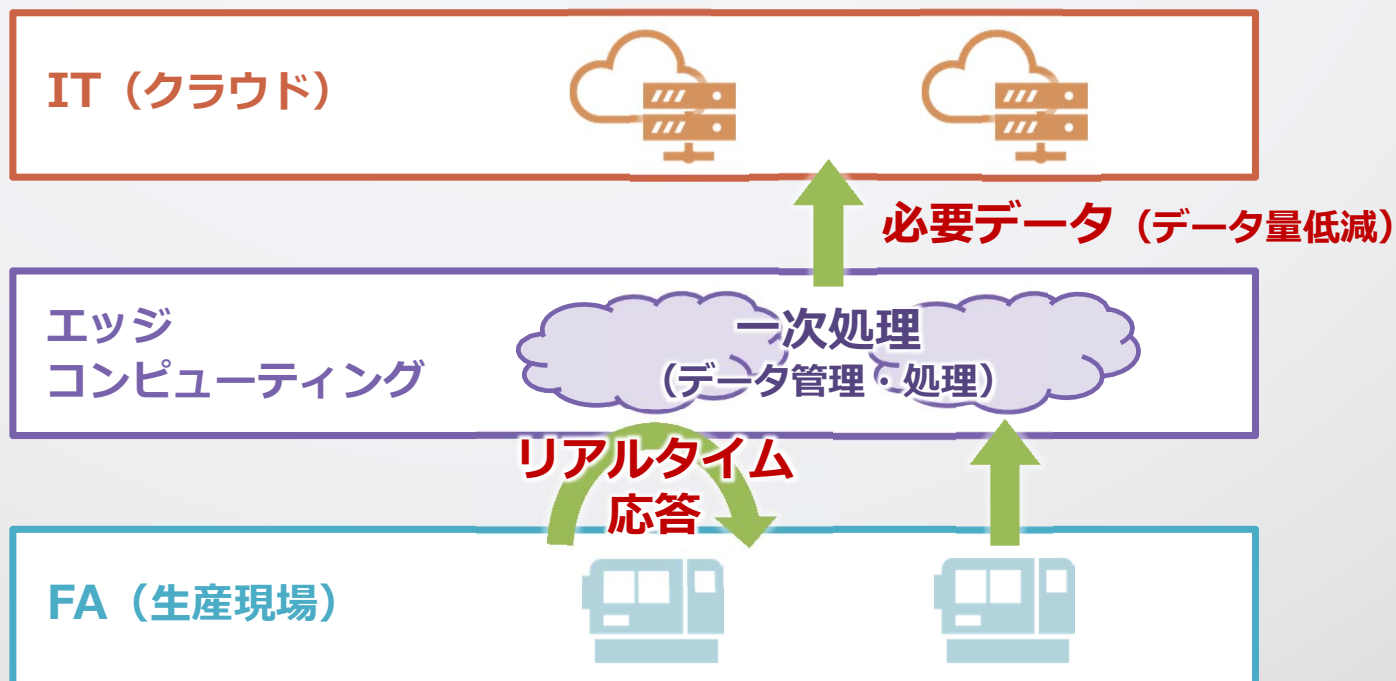 IT（クラウド）
必要データ（データ量低減）
エッジ
コンピューティング
一次処理
（データ管理・処理）
リアルタイム
応答
FA（生産現場）